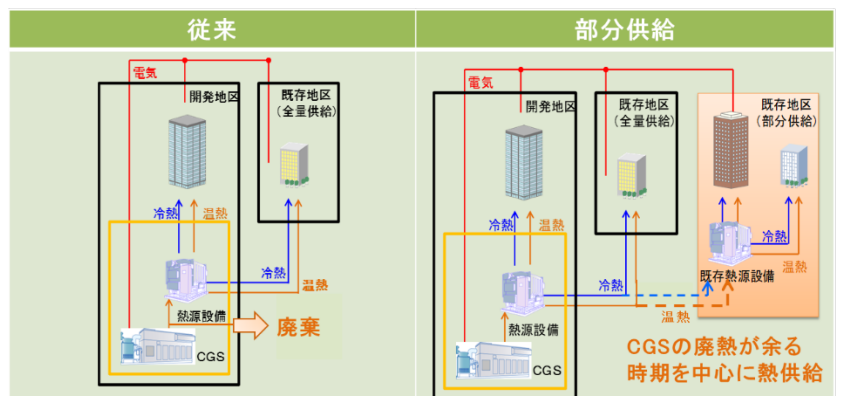 従来
部分供給
電気
開発地区
既存地区
(全量供給)
冷熱
温熱
冷熱
温熱
熱源設備
廃棄
CGS
電気
開発地区
既存地区
(全量供給)
既存地区
(部分供給)
冷熱
温熱
冷熱
温熱
冷熱
温熱
既存熱源設備
熱源設備
CGS
CGSの廃熱が余る
時期を中心に熱供給